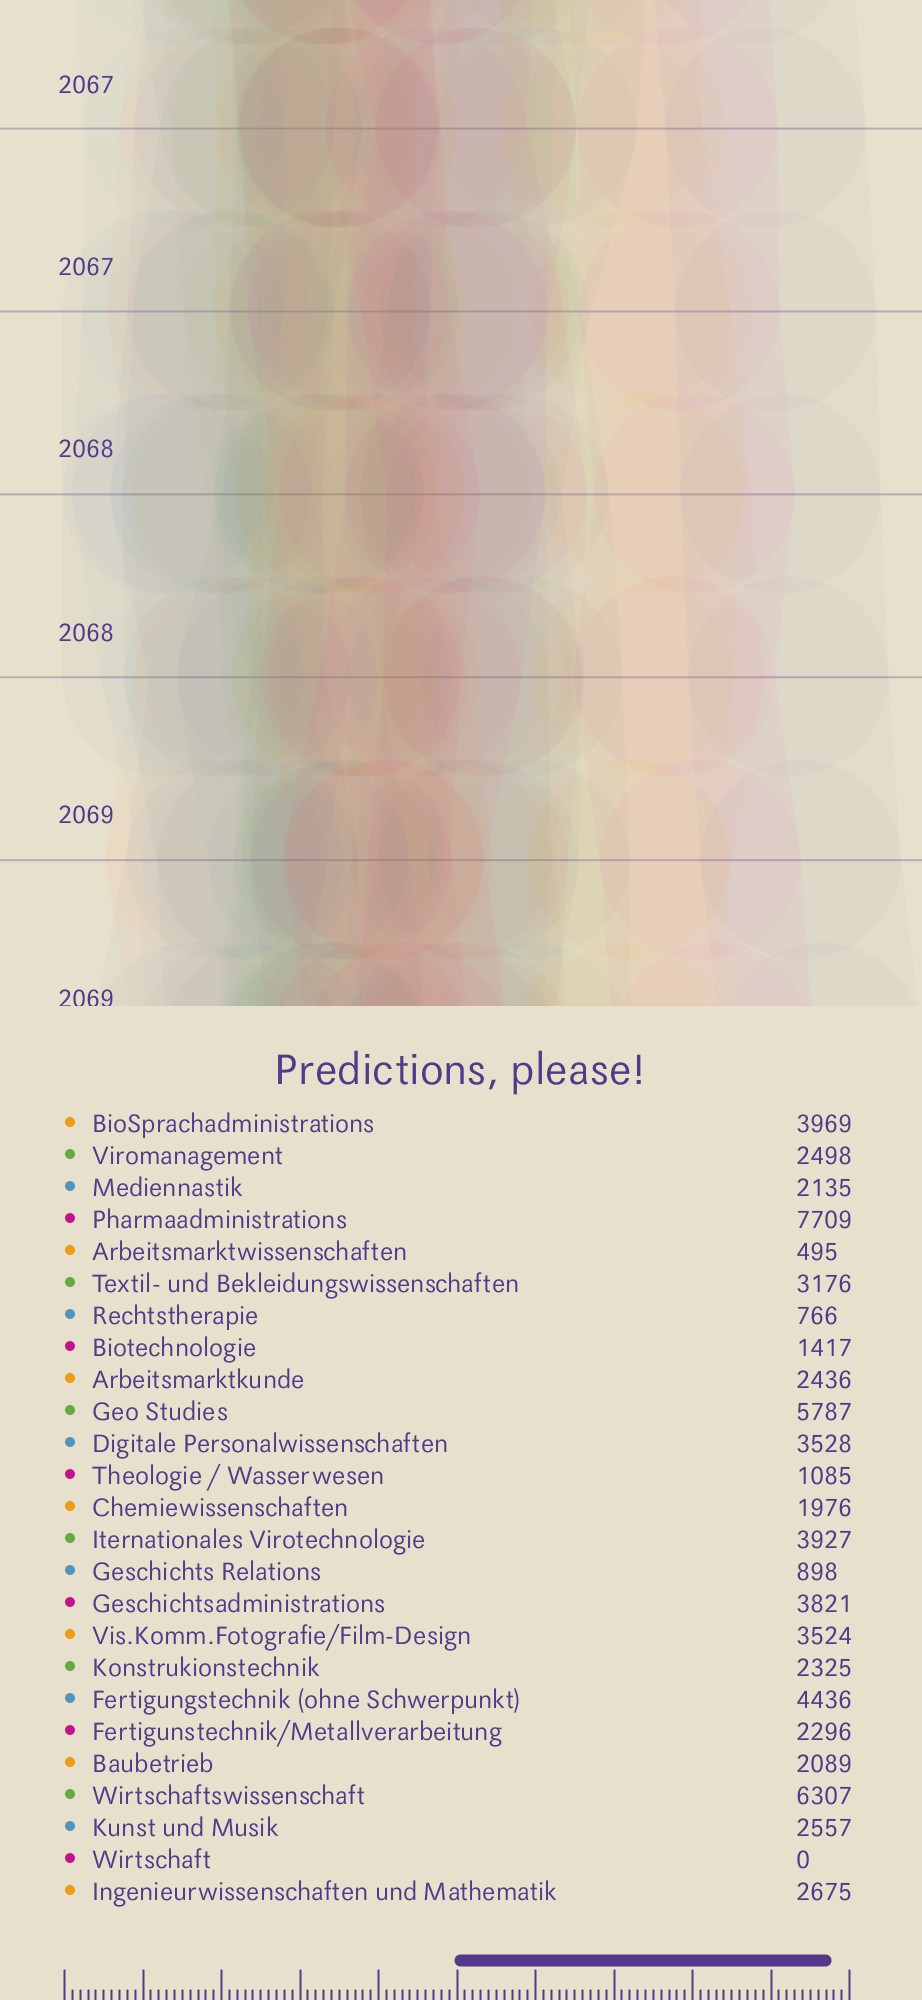 2067
2067
2068
2068
2069
2069
Predictions, please!
BioSprachadministrations 3969
Viromanagement 2498
Mediennastik 2135
Pharmaadministrations 7709
Arbeitsmarktwissenschaften 495
Textil- und Bekleidungswissenschaften 3176
Rechtstherapie 766
Biotechnologie 1417
Arbeitsmarktkunde 2436
Geo Studies 5787
Digitale Personalwissenschaften 3528
Theologie / Wasserwesen 1085
Chemiewissenschaften 1976
Iternationales Virotechnologie 3927
Geschichts Relations 898
Geschichtsadministrations 3821
Vis.Komm.Fotografie/Film-Design 3524
Konstrukionstechnik 2325
Fertigungstechnik (ohne Schwerpunkt) 4436
Fertigunstechnik/Metallverarbeitung 2296
Baubetrieb 2089
Wirtschaftswissenschaft 6307
Kunst und Musik 2557
Wirtschaft 0
Ingenieurwissenschaften und Mathematik 2675